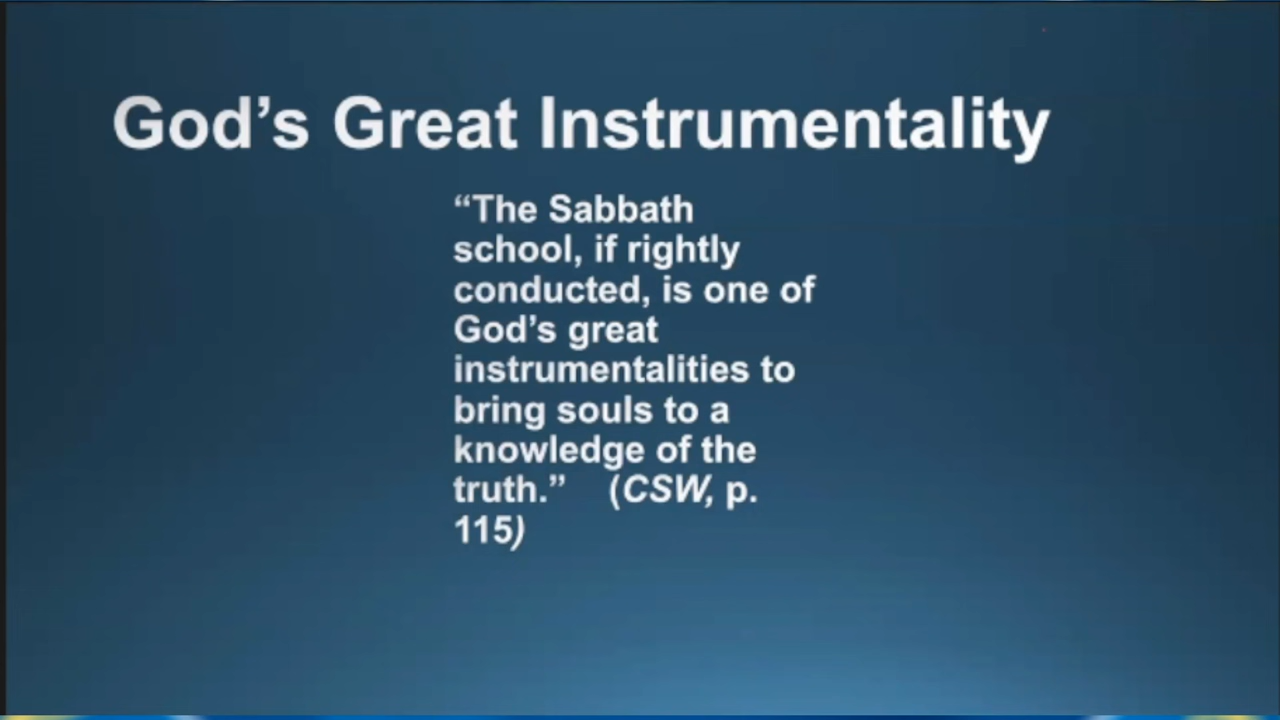 God’s Great Instrumentality
“The Sabbath
school, if rightly
conducted, is one of
God’s great
instrumentalities to
bring souls to a
knowledge of the
truth.” (CSW, p.
115)